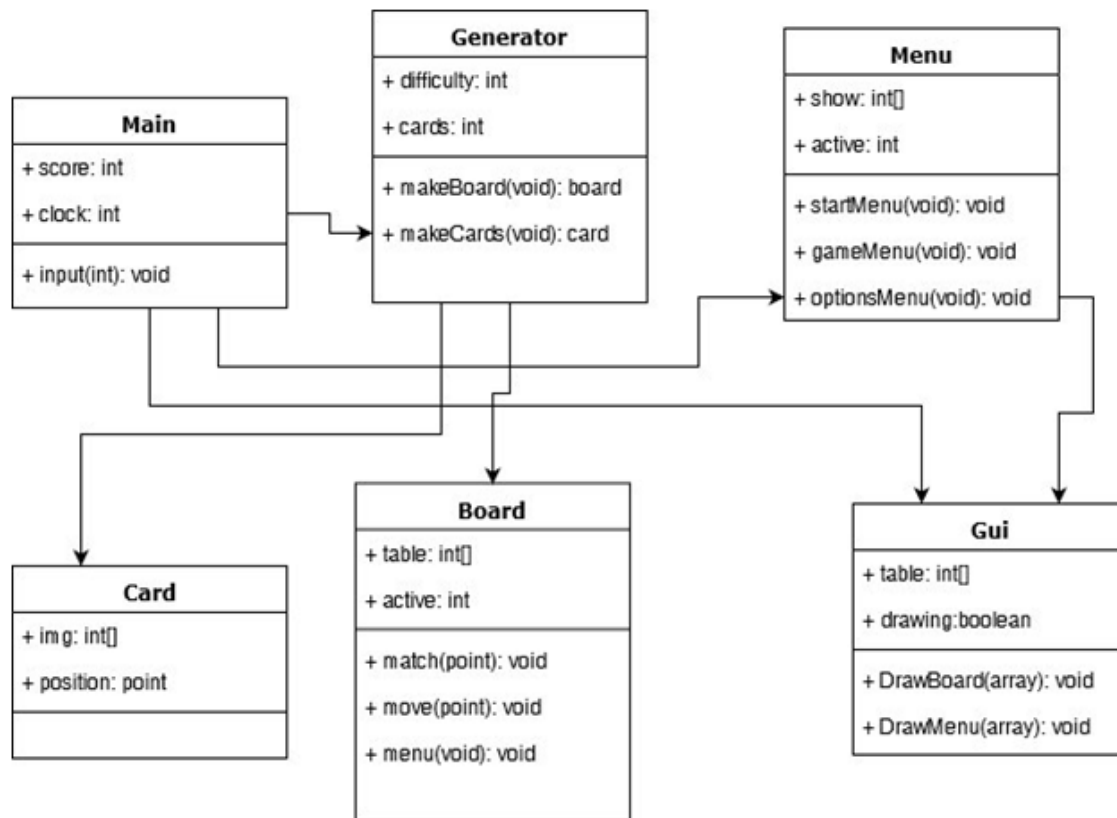 Main
+ score: int
+ clock: int
+ input(int): void
Generator
+ difficulty: int
+ cards: int
+ makeBoard(void): board
+ makeCards(void): card
Menu
+ show: int[]
+ active: int
+ startMenu(void): void
+ gameMenu(void): void
+ optionsMenu(void): void
Card
+ img: int[]
+ position: point
Board
+ table: int[]
+ active: int
+ match(point): void
+ move(point): void
+ menu(void): void
Gui
+ table: int[]
+ drawing:boolean
+ DrawBoard(array): void
+ DrawMenu(array): void